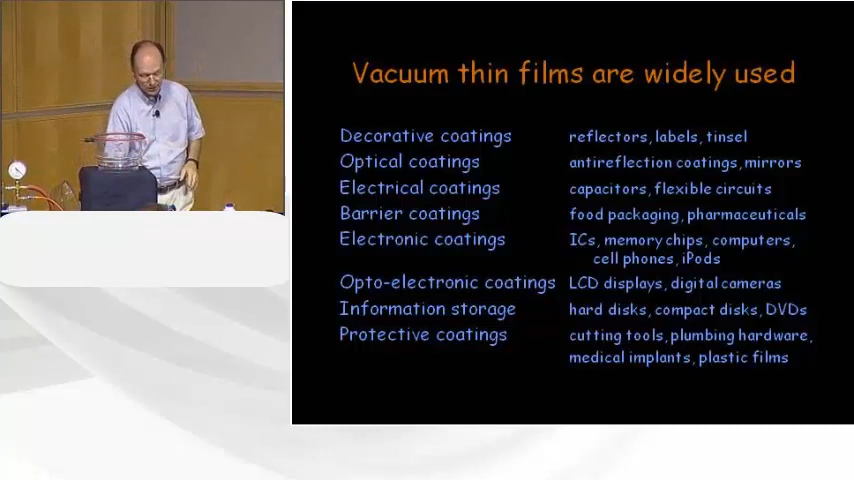 Vacuum thin films are widely used
Decorative coatings reflectors, labels, tinsel
Optical coatings antireflection coatings, mirrors
Electrical coatings capacitors, flexible circuits
Barrier coatings food packaging, pharmaceuticals
Electronic coatings ICs, memory chips, computers,
cell phones, iPods
Opto-electronic coatings LCD displays, digital cameras
Information storage hard disks, compact disks, DVDs
Protective coatings cutting tools, plumbing hardware,
medical implants, plastic films